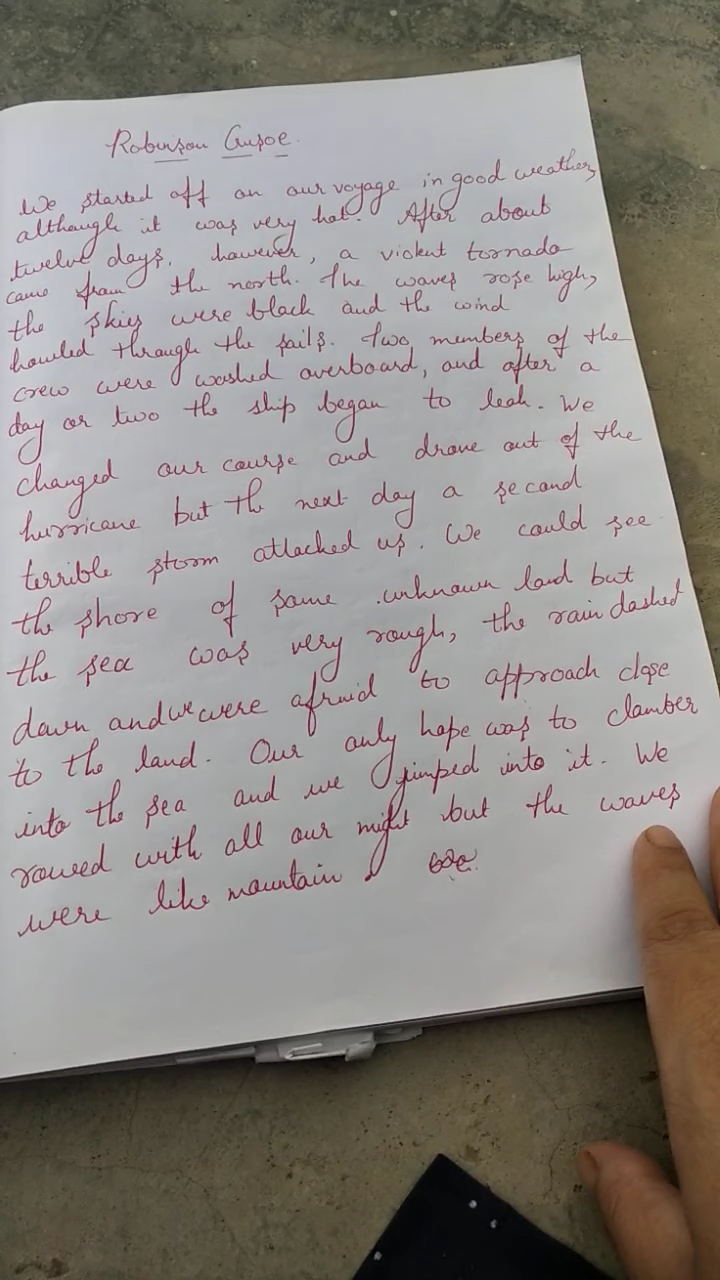 Robinson Crusoe.
We started off on our voyage in good weather,
although it was very hot. After about
twelve days, however, a violent tornado
came from the north. The waves rose high,
the skies were black and the wind
howled through the sails. Two members of the
crew were washed overboard, and after a
day or two the ship began to leak. We
changed our course and drove out of the
hurricane but the next day a second
terrible storm attacked us. We could see
the shore of some unknown land but
the sea was very rough, the rain dashed
down and we were afraid to approach close
to the land. Our only hope was to clamber
into the sea and we jumped into it. We
rowed with all our might but the waves
were like mountain